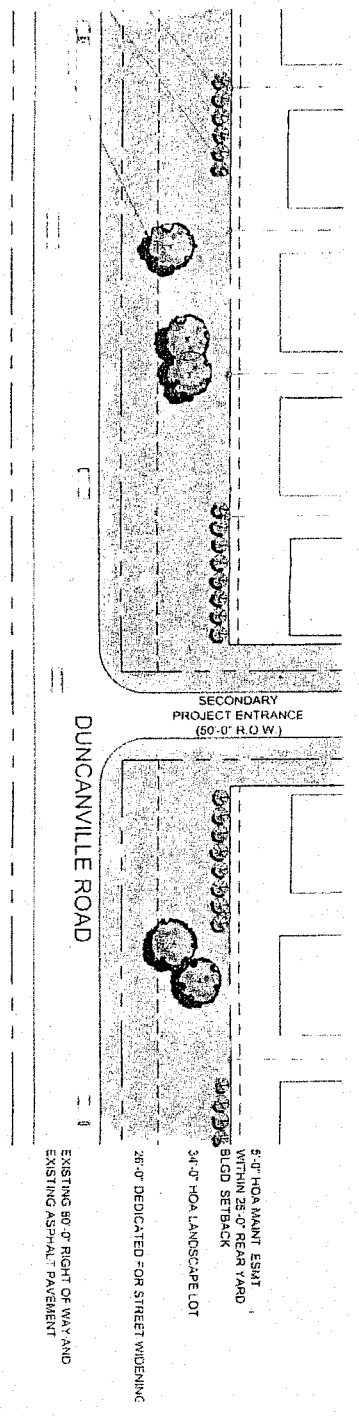 SECONDARY
PROJECT ENTRANCE
(50'-0" R.O.W.)
DUNCANVILLE ROAD
5'-0" HOA MAINT ESMT
WITHIN 25'-0" REAR YARD
BLGD SETBACK
34'-0" HOA LANDSCAPE LOT
26'-0" DEDICATED FOR STREET WIDENING
EXISTING 80'-0" RIGHT OF WAY AND
EXISTING ASPHALT PAVEMENT